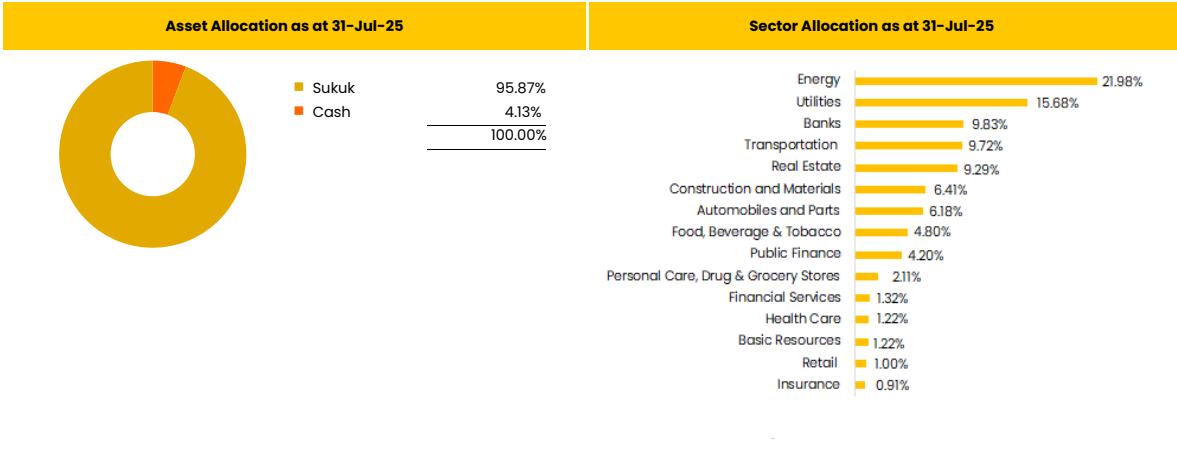 Asset Allocation as at 31-Jul-25
Sukuk 95.87%
Cash 4.13%
100.00%
Sector Allocation as at 31-Jul-25
Energy 21.98%
Utilities 15.68%
Banks 9.83%
Transportation 9.72%
Real Estate 9.29%
Construction and Materials 6.41%
Automobiles and Parts 6.18%
Food, Beverage & Tobacco 4.80%
Public Finance 4.20%
Personal Care, Drug & Grocery Stores 2.11%
Financial Services 1.32%
Health Care 1.22%
Basic Resources 1.22%
Retail 1.00%
Insurance 0.91%